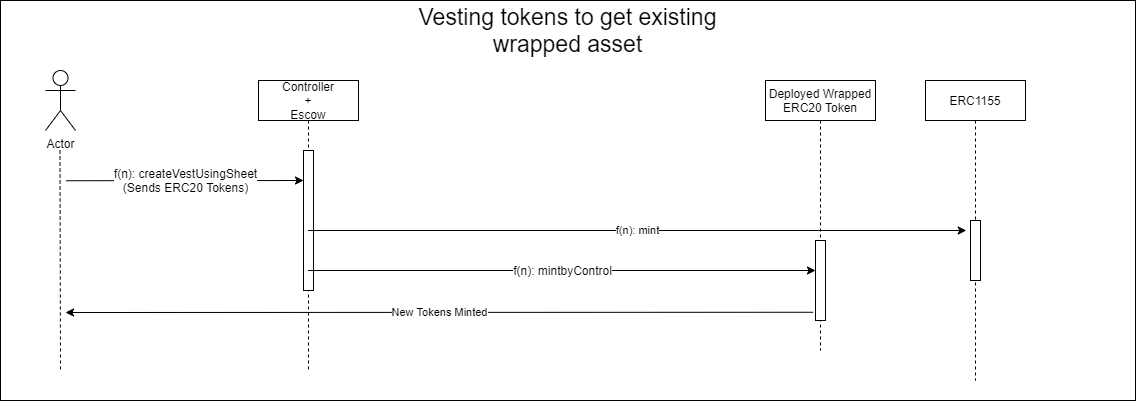 Vesting tokens to get existing
wrapped asset
Controller
+
Escow
Deployed Wrapped
ERC20 Token
ERC1155
Actor
f(n): createVestUsingSheet
(Sends ERC20 Tokens)
f(n): mint
f(n): mintbyControl
New Tokens Minted